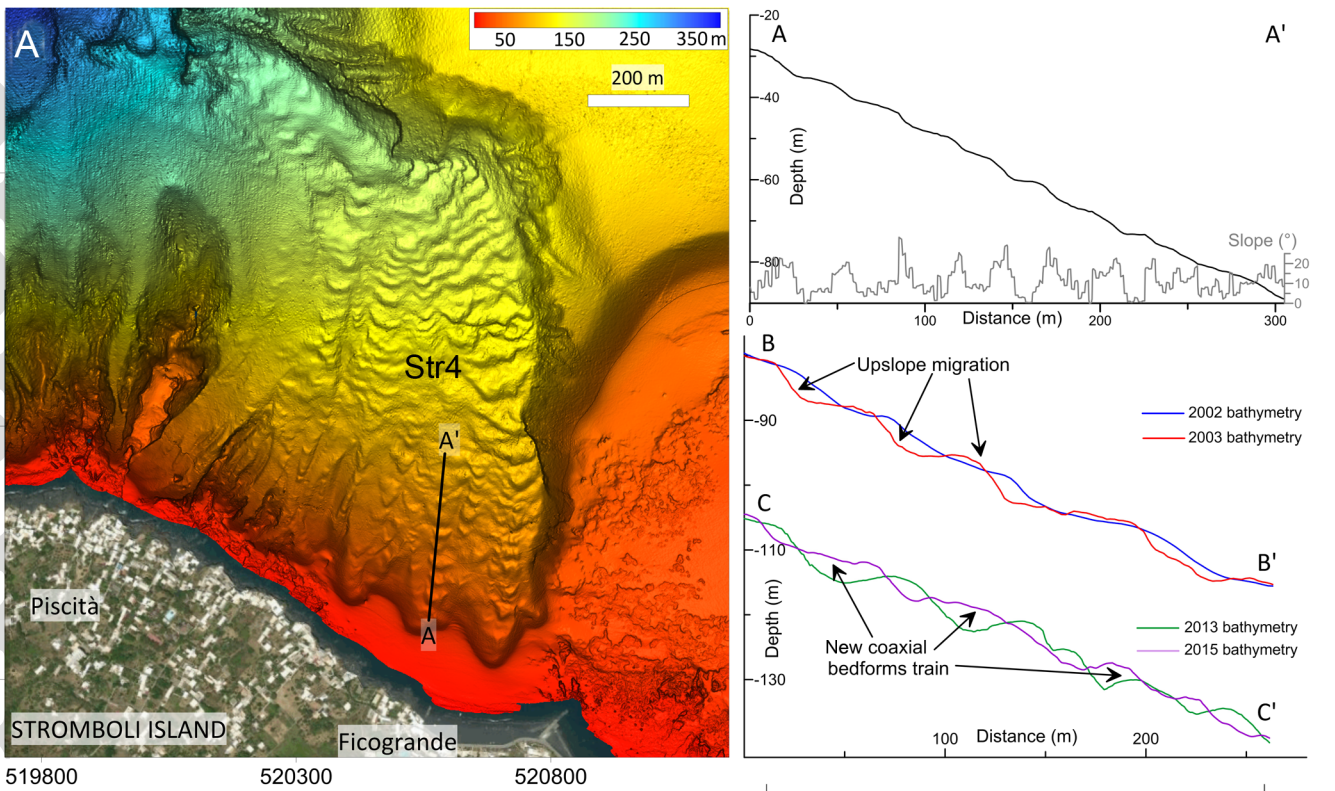 A
50 150 250 350 m
200 m
Str4
A'
A
Piscità
STROMBOLI ISLAND
Ficogrande
519800 520300 520800
-20
A A'
-40
Depth (m)
-60
-80
Slope (°)
20
10
0
0 100 200 300
Distance (m)
B
Upslope migration
-90
2002 bathymetry
2003 bathymetry
C
-110
B'
Depth (m)
2013 bathymetry
New coaxial
bedforms train
2015 bathymetry
-130
C'
Distance (m)
100 200